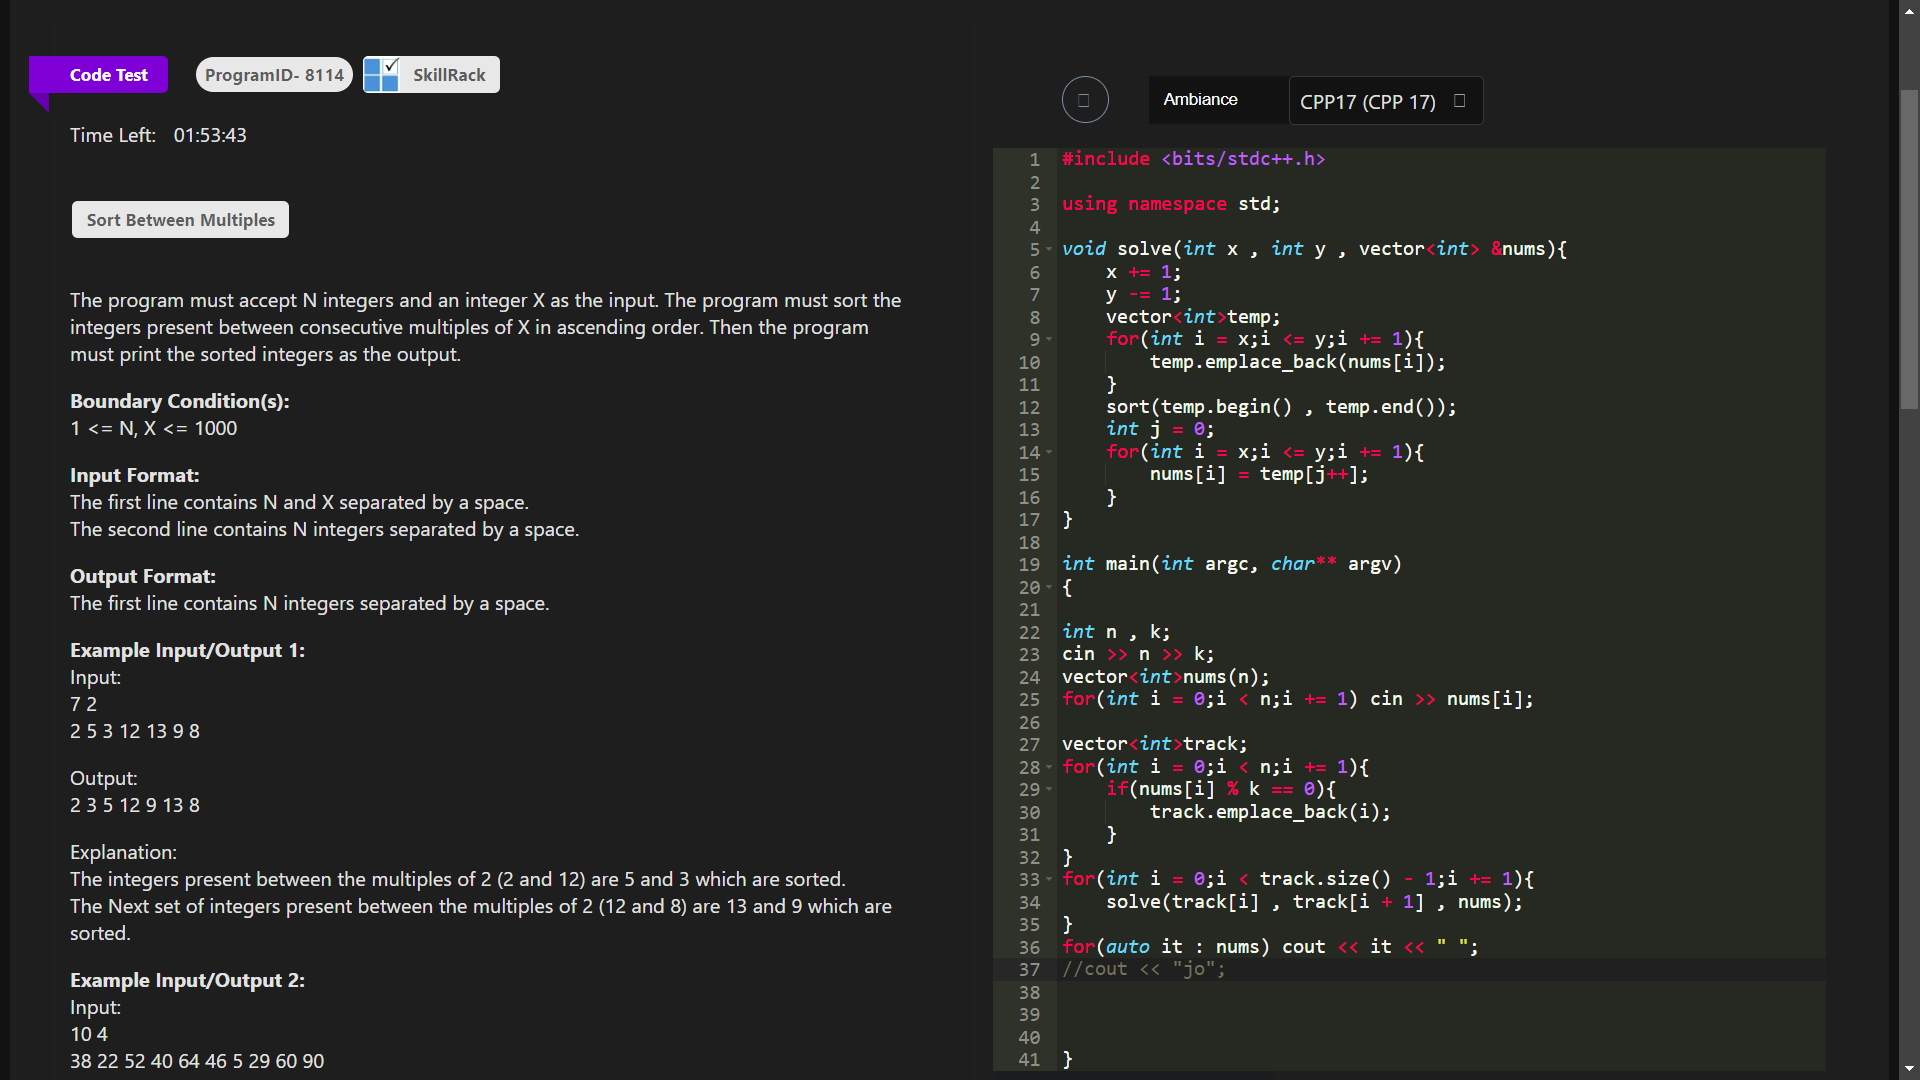 Code Test
ProgramID- 8114
SkillRack
Time Left: 01:53:43
Sort Between Multiples
The program must accept N integers and an integer X as the input. The program must sort the
integers present between consecutive multiples of X in ascending order. Then the program
must print the sorted integers as the output.
Boundary Condition(s):
1 <= N, X <= 1000
Input Format:
The first line contains N and X separated by a space.
The second line contains N integers separated by a space.
Output Format:
The first line contains N integers separated by a space.
Example Input/Output 1:
Input:
7 2
2 5 3 12 13 9 8
Output:
2 3 5 12 9 13 8
Explanation:
The integers present between the multiples of 2 (2 and 12) are 5 and 3 which are sorted.
The Next set of integers present between the multiples of 2 (12 and 8) are 13 and 9 which are
sorted.
Example Input/Output 2:
Input:
10 4
38 22 52 40 64 46 5 29 60 90
Ambiance
CPP17 (CPP 17)
1 #include <bits/stdc++.h>
2
3 using namespace std;
4
5 void solve(int x , int y , vector<int> &nums){
6     x += 1;
7     y -= 1;
8     vector<int>temp;
9     for(int i = x;i <= y;i += 1){
10         temp.emplace_back(nums[i]);
11     }
12     sort(temp.begin() , temp.end());
13     int j = 0;
14     for(int i = x;i <= y;i += 1){
15         nums[i] = temp[j++];
16     }
17 }
18
19 int main(int argc, char** argv)
20 {
21
22 int n , k;
23 cin >> n >> k;
24 vector<int>nums(n);
25 for(int i = 0;i < n;i += 1) cin >> nums[i];
26
27 vector<int>track;
28 for(int i = 0;i < n;i += 1){
29     if(nums[i] % k == 0){
30         track.emplace_back(i);
31     }
32 }
33 for(int i = 0;i < track.size() - 1;i += 1){
34     solve(track[i] , track[i + 1] , nums);
35 }
36 for(auto it : nums) cout << it << " ";
37 //cout << "jo";
38
39
40
41 }